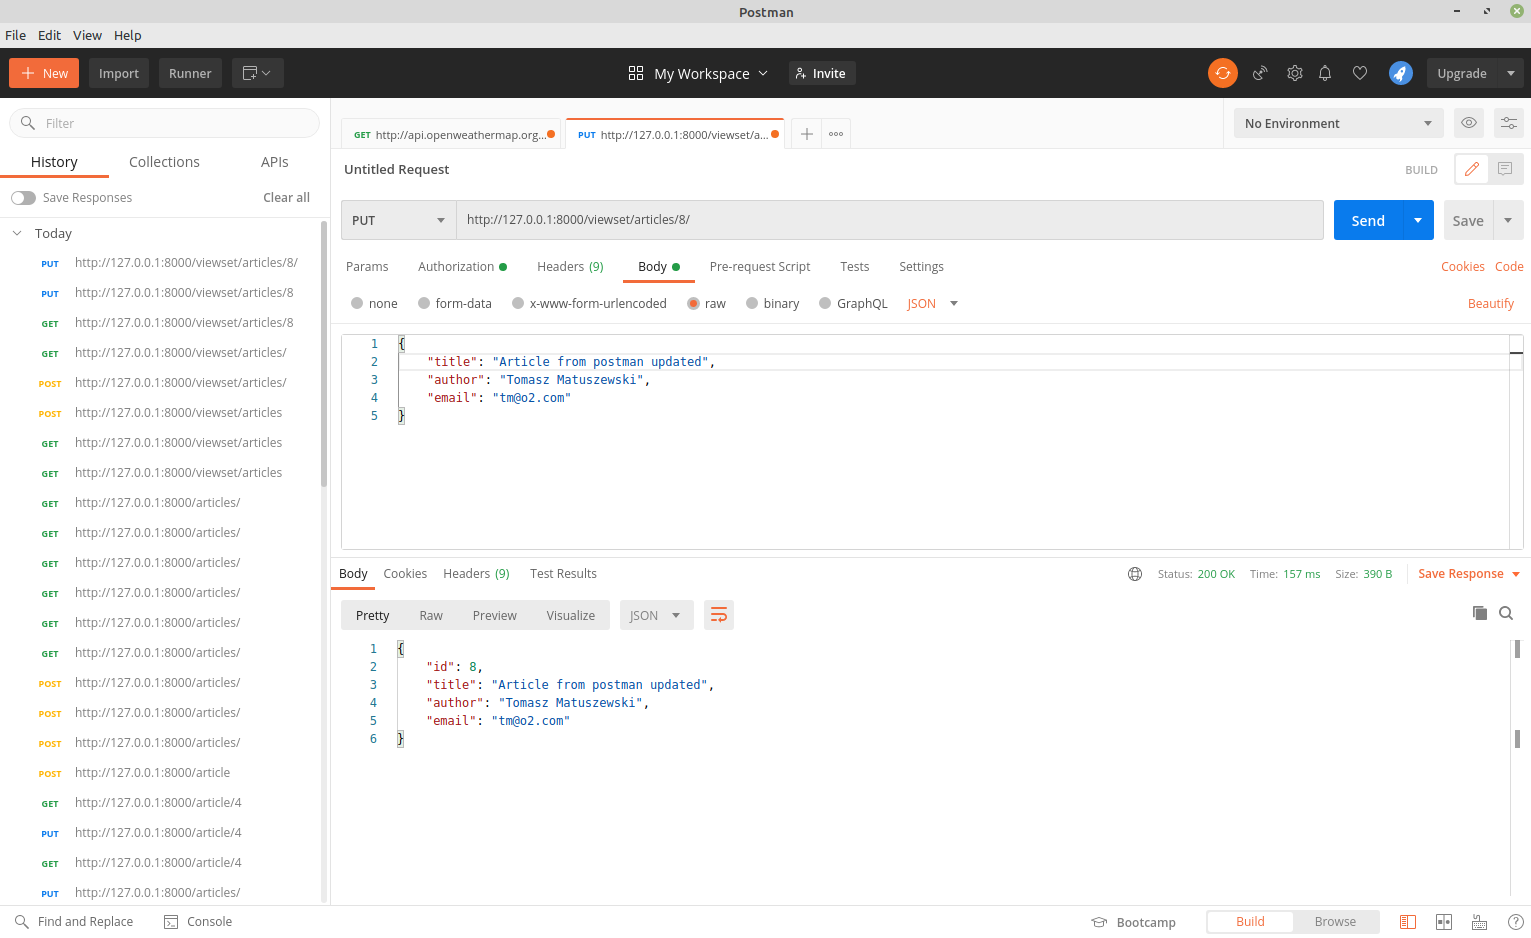 Postman
File Edit View Help
New Import Runner My Workspace Invite Upgrade
Filter
History Collections APIs
Save Responses Clear all
Today
PUT http://127.0.0.1:8000/viewset/articles/8/
PUT http://127.0.0.1:8000/viewset/articles/8
GET http://127.0.0.1:8000/viewset/articles/8
GET http://127.0.0.1:8000/viewset/articles/
POST http://127.0.0.1:8000/viewset/articles/
POST http://127.0.0.1:8000/viewset/articles
GET http://127.0.0.1:8000/viewset/articles
GET http://127.0.0.1:8000/viewset/articles
GET http://127.0.0.1:8000/articles/
GET http://127.0.0.1:8000/articles/
GET http://127.0.0.1:8000/articles/
GET http://127.0.0.1:8000/articles/
GET http://127.0.0.1:8000/articles/
GET http://127.0.0.1:8000/articles/
POST http://127.0.0.1:8000/articles/
POST http://127.0.0.1:8000/articles/
POST http://127.0.0.1:8000/articles/
POST http://127.0.0.1:8000/article
GET http://127.0.0.1:8000/article/4
PUT http://127.0.0.1:8000/article/4
GET http://127.0.0.1:8000/article/4
PUT http://127.0.0.1:8000/articles/
GET http://api.openweathermap.org... PUT http://127.0.0.1:8000/viewset/a... No Environment
Untitled Request BUILD
PUT http://127.0.0.1:8000/viewset/articles/8/ Send Save
Params Authorization Headers (9) Body Pre-request Script Tests Settings Cookies Code
none form-data x-www-form-urlencoded raw binary GraphQL JSON Beautify
1 {
2 "title": "Article from postman updated",
3 "author": "Tomasz Matuszewski",
4 "email": "tm@o2.com"
5 }
Body Cookies Headers (9) Test Results Status: 200 OK Time: 157 ms Size: 390 B Save Response
Pretty Raw Preview Visualize JSON
1 {
2 "id": 8,
3 "title": "Article from postman updated",
4 "author": "Tomasz Matuszewski",
5 "email": "tm@o2.com"
6 }
Find and Replace Console Bootcamp Build Browse